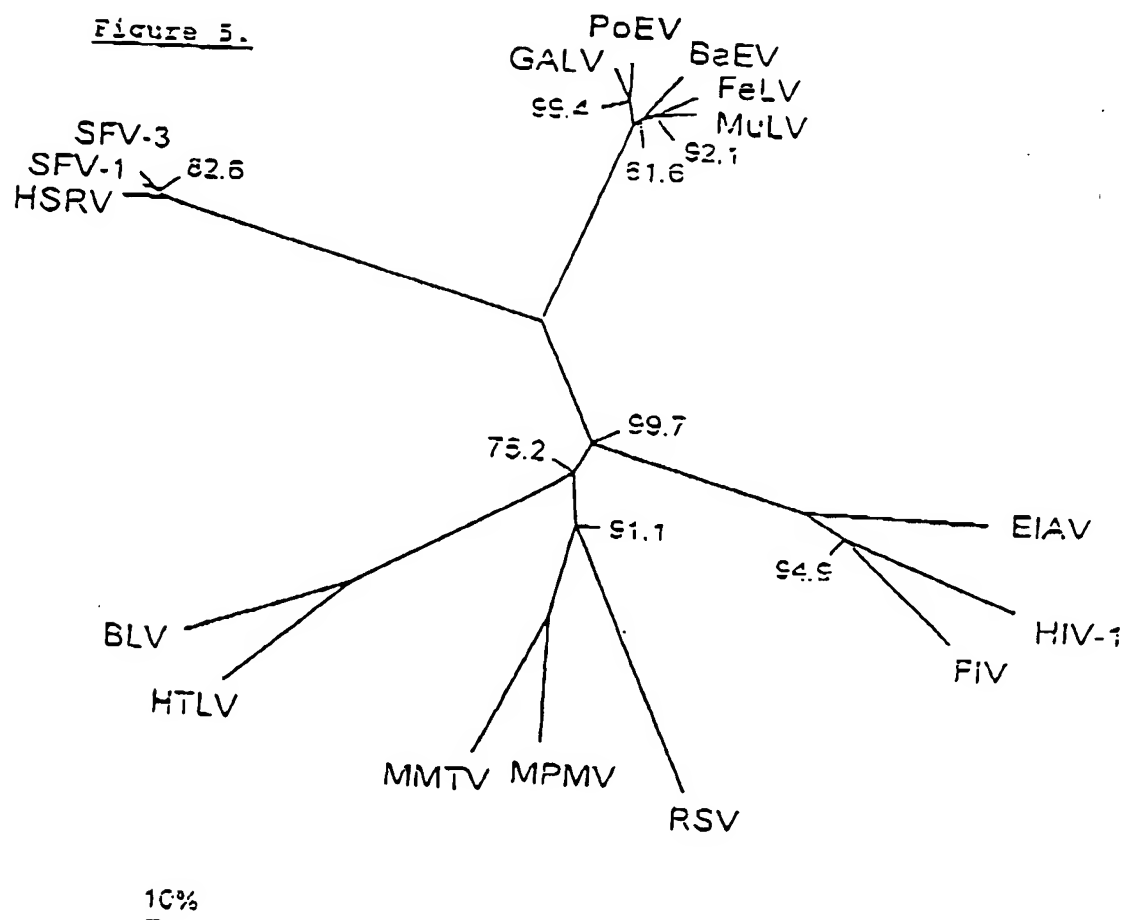 Figure 5.
PoEV
GALV
BaEV
FeLV
99.4
MuLV
92.1
61.6
SFV-3
SFV-1
82.6
HSRV
99.7
75.2
91.1
EIAV
94.9
HIV-1
FIV
BLV
HTLV
MMTV
MPMV
RSV
10%